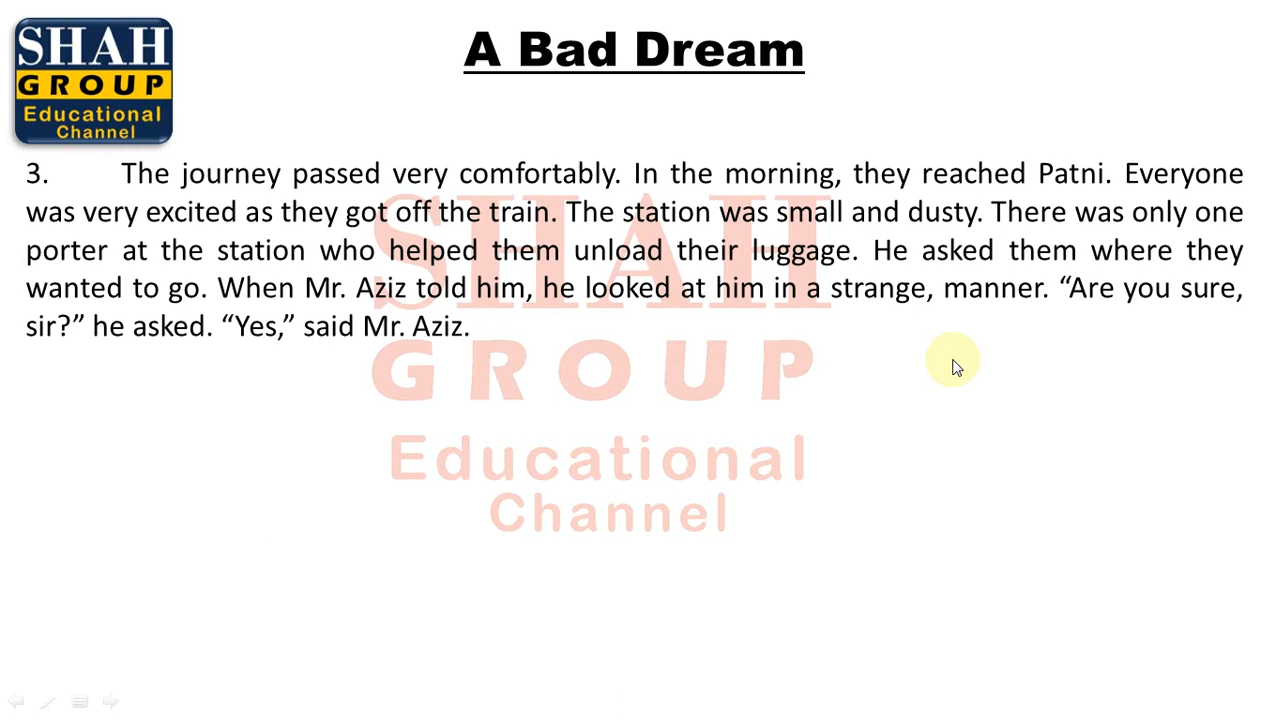 SHAH
GROUP
Educational
Channel
A Bad Dream
3. The journey passed very comfortably. In the morning, they reached Patni. Everyone
was very excited as they got off the train. The station was small and dusty. There was only one
porter at the station who helped them unload their luggage. He asked them where they
wanted to go. When Mr. Aziz told him, he looked at him in a strange, manner. “Are you sure,
sir?” he asked. “Yes,” said Mr. Aziz.
SHAH
GROUP
Educational
Channel